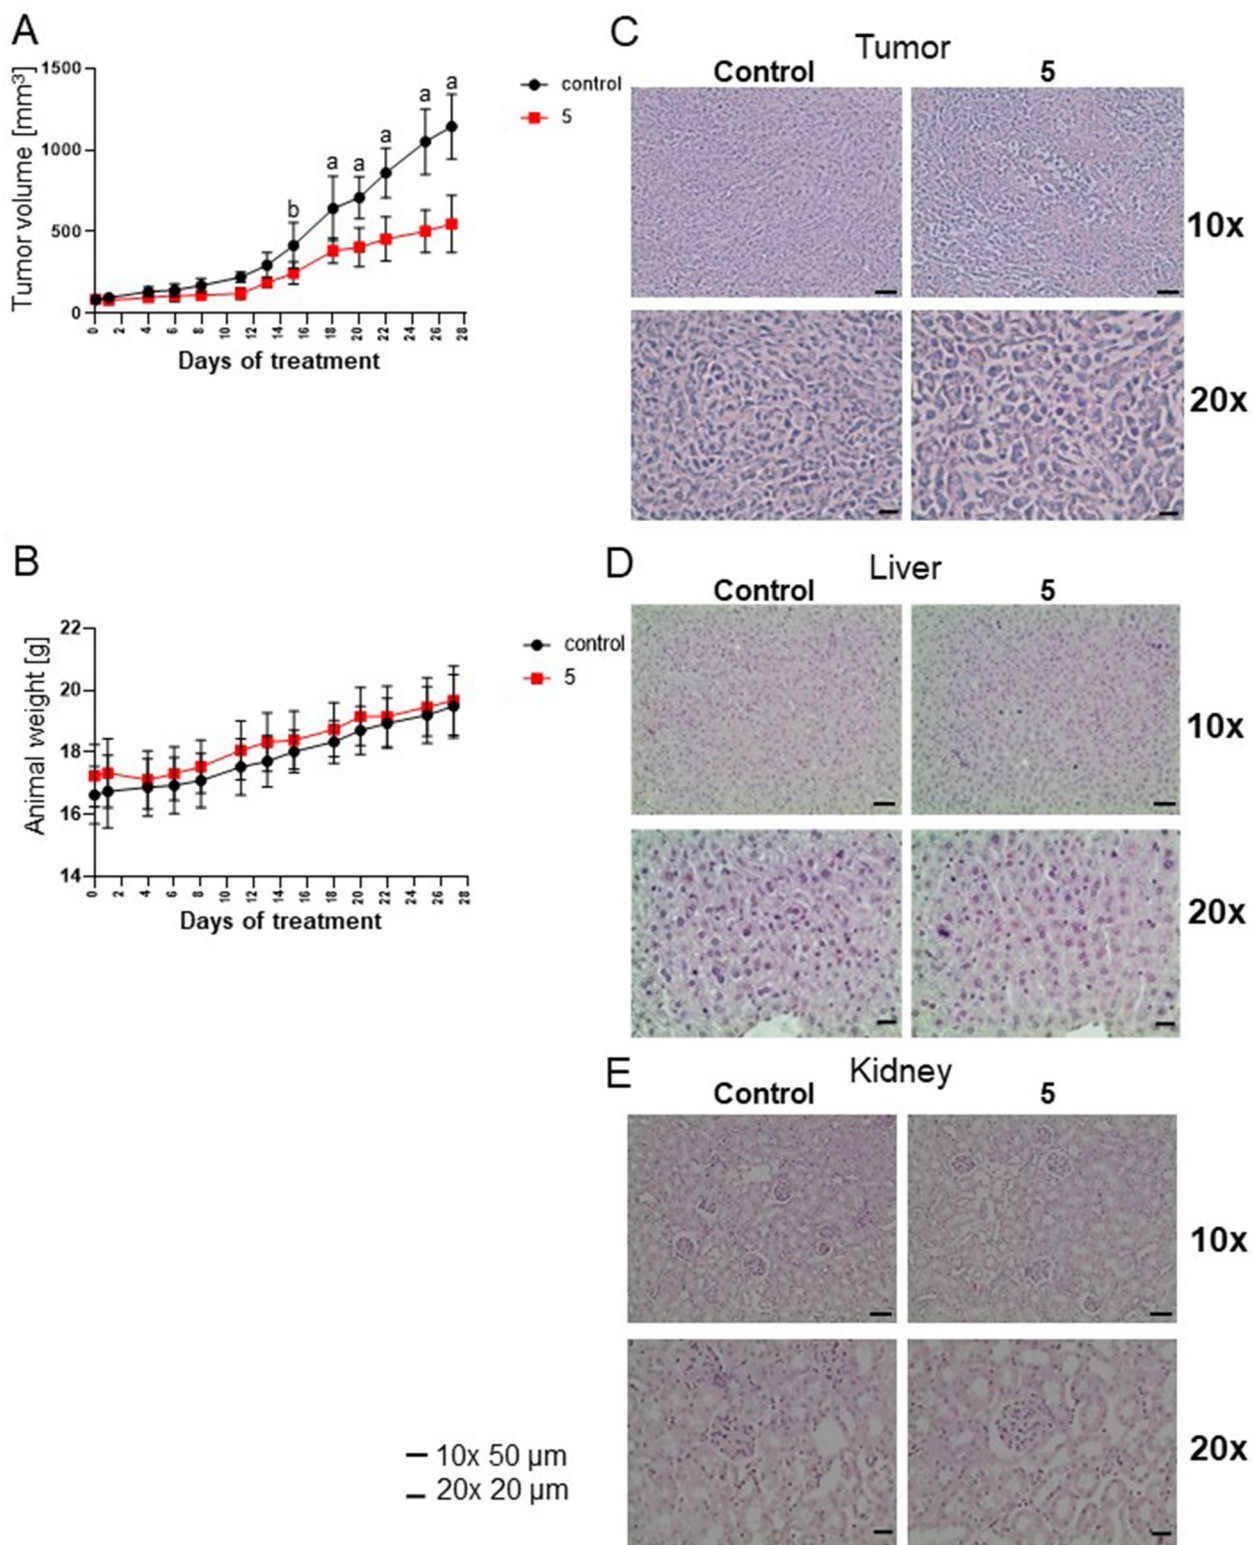 A
Tumor volume [mm³]
1500
1000
500
0
0 2 4 6 8 10 12 14 16 18 20 22 24 26 28
Days of treatment
control
5
b
a
a
a
a
a
B
Animal weight [g]
22
20
18
16
14
0 2 4 6 8 10 12 14 16 18 20 22 24 26 28
Days of treatment
control
5
10x 50 µm
20x 20 µm
C
Tumor
Control 5
10x
20x
D
Liver
Control 5
10x
20x
E
Kidney
Control 5
10x
20x